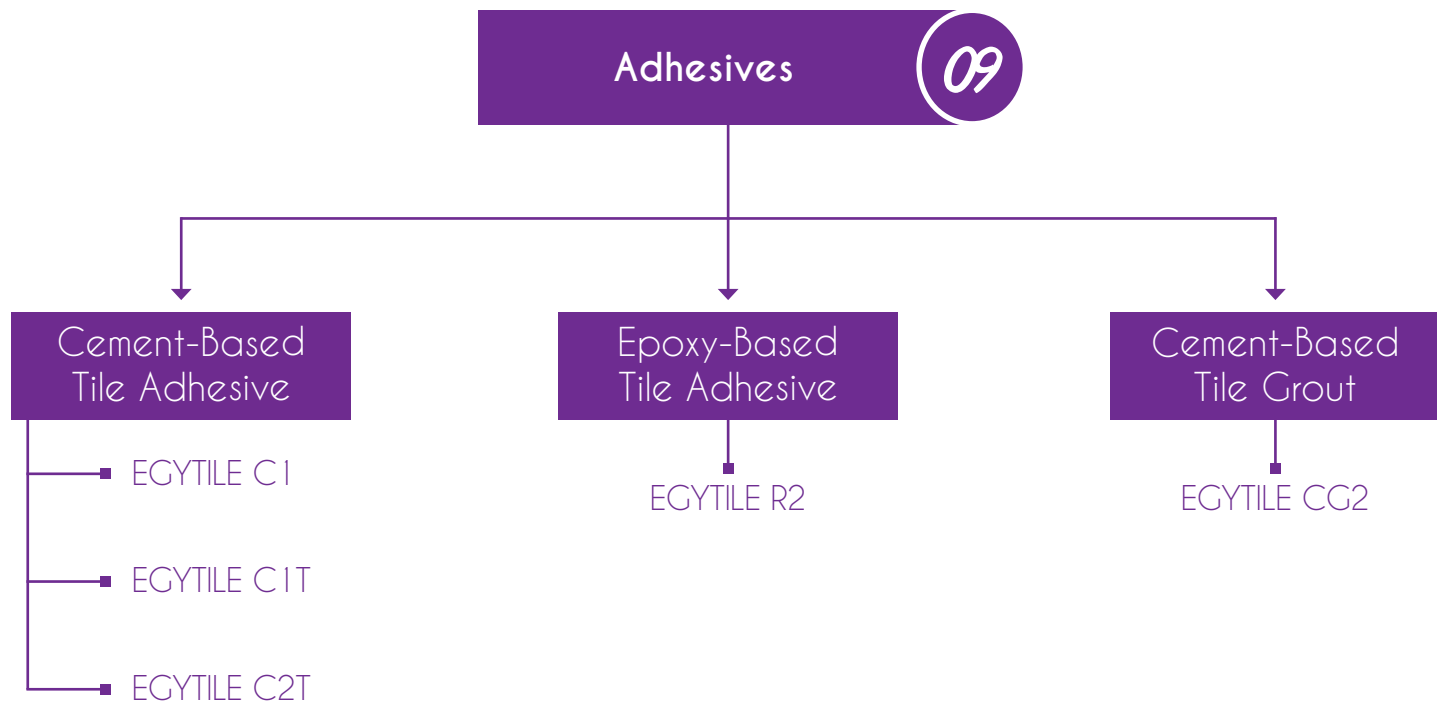 Adhesives
09
Cement-Based
Tile Adhesive
EGYTILE C1
EGYTILE C1T
EGYTILE C2T
Epoxy-Based
Tile Adhesive
EGYTILE R2
Cement-Based
Tile Grout
EGYTILE CG2